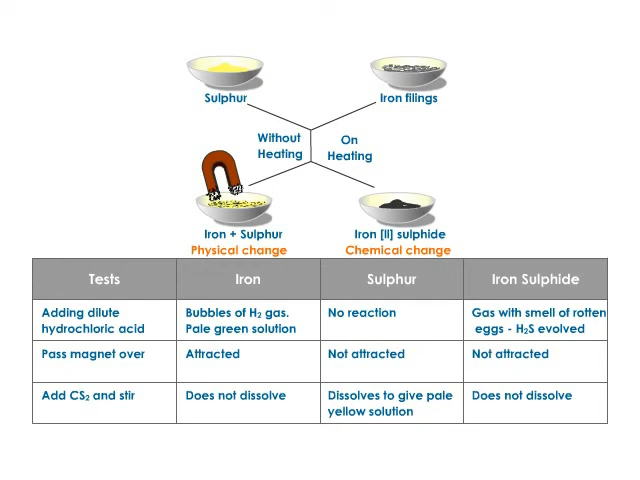 Sulphur
Iron filings
Without
Heating
On
Heating
Iron + Sulphur
Physical change
Iron [II] sulphide
Chemical change
Tests
Iron
Sulphur
Iron Sulphide
Adding dilute
hydrochloric acid
Bubbles of H₂ gas.
Pale green solution
No reaction
Gas with smell of rotten
eggs - H₂S evolved
Pass magnet over
Attracted
Not attracted
Not attracted
Add CS₂ and stir
Does not dissolve
Dissolves to give pale
yellow solution
Does not dissolve